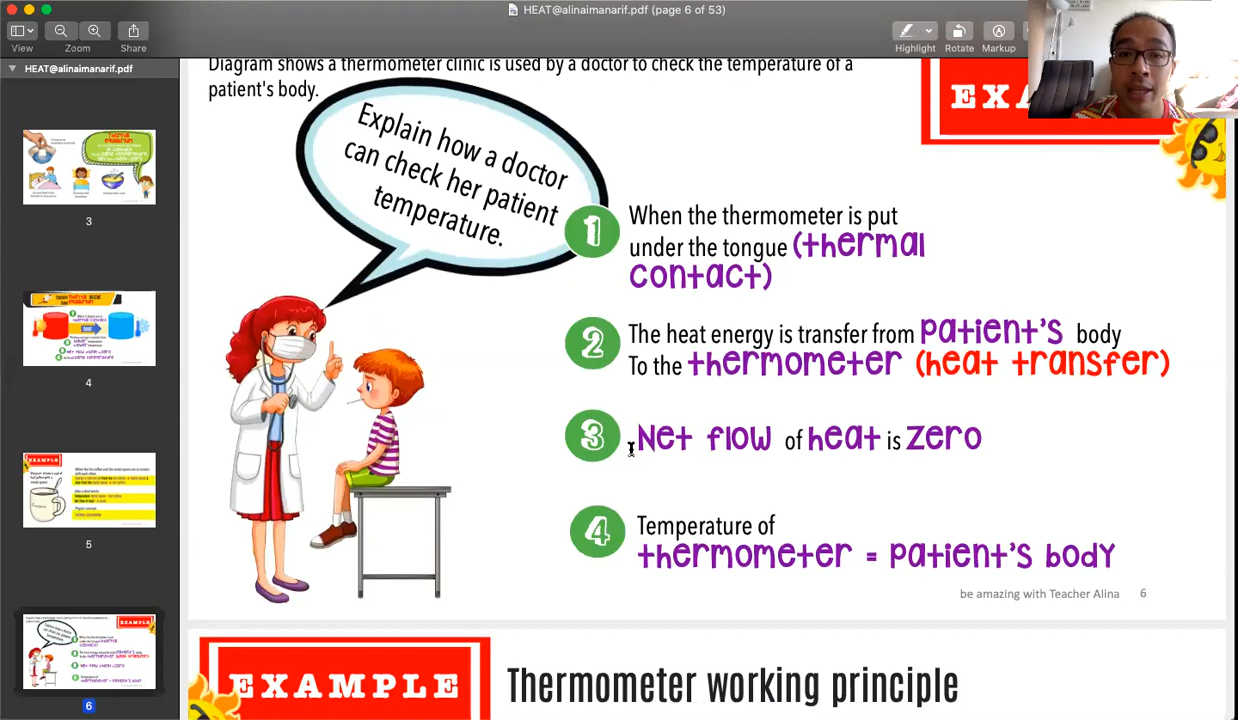 HEAT@alinaimanarif.pdf (page 6 of 53)
View
Zoom
Share
Highlight
Rotate
Markup
HEAT@alinaimanarif.pdf
3
4
5
6
Diagram shows a thermometer clinic is used by a doctor to check the temperature of a
patient's body.
Explain how a doctor
can check her patient
temperature.
1
When the thermometer is put
under the tongue (thermal
contact)
2
The heat energy is transfer from patient's body
To the thermometer (heat transfer)
3
Net flow of heat is zero
4
Temperature of
thermometer = patient's body
be amazing with Teacher Alina 6
EXAMPLE
Thermometer working principle